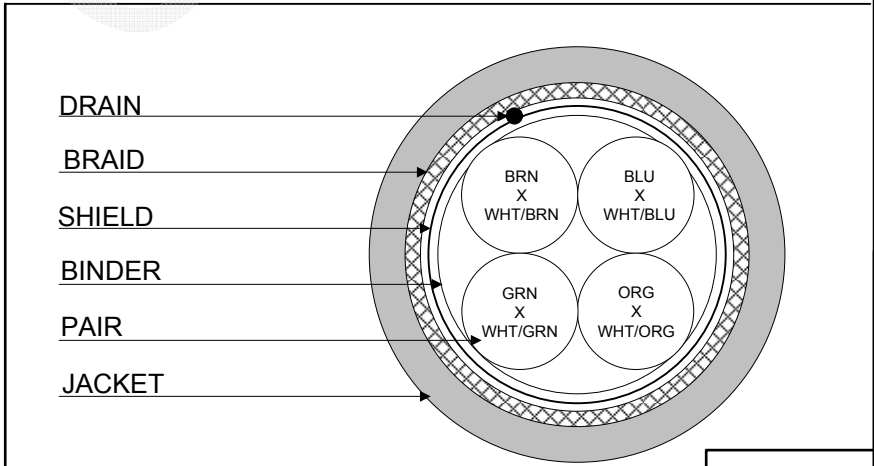 DRAIN
BRAID
SHIELD
BINDER
PAIR
JACKET
BRN
X
WHT/BRN
BLU
X
WHT/BLU
GRN
X
WHT/GRN
ORG
X
WHT/ORG